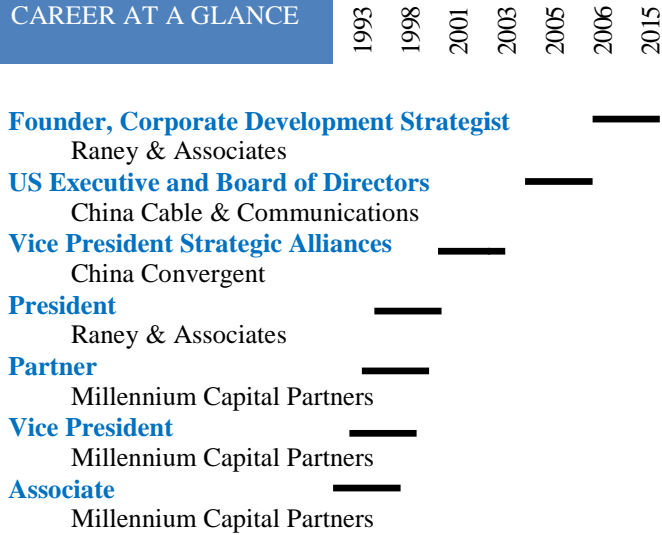 CAREER AT A GLANCE
1993
1998
2001
2003
2005
2006
2015
Founder, Corporate Development Strategist
Raney & Associates
US Executive and Board of Directors
China Cable & Communications
Vice President Strategic Alliances
China Convergent
President
Raney & Associates
Partner
Millennium Capital Partners
Vice President
Millennium Capital Partners
Associate
Millennium Capital Partners